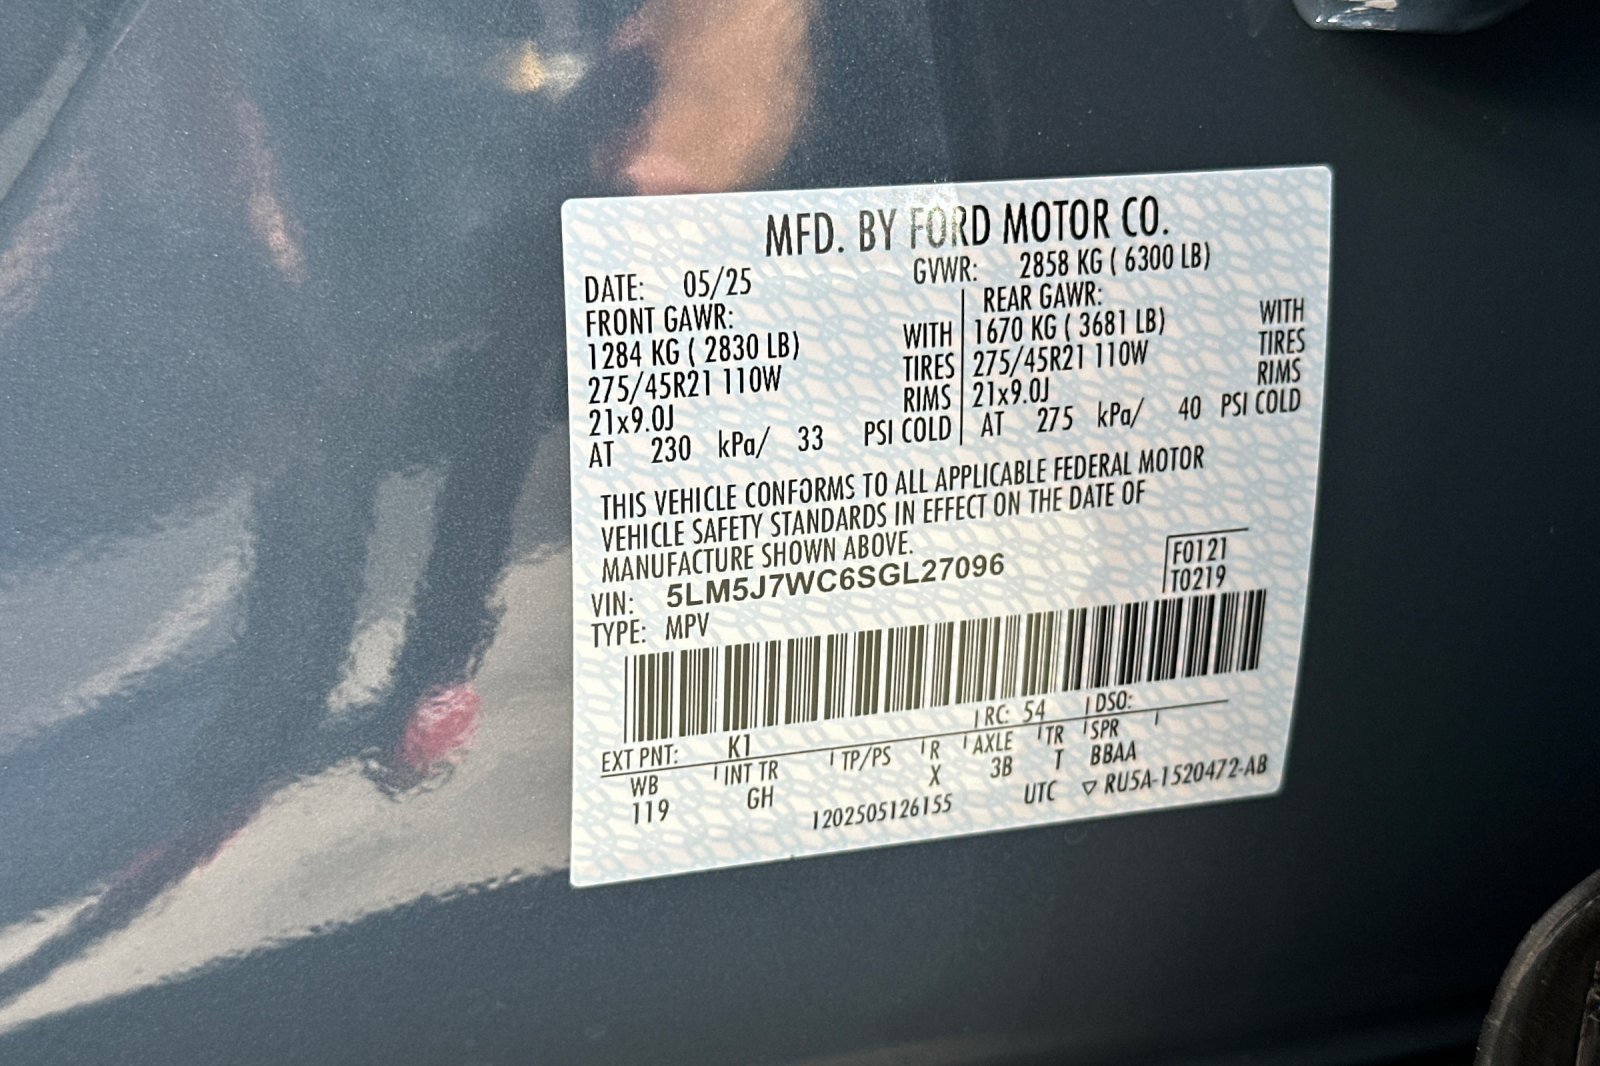 MFD. BY FORD MOTOR CO.
DATE: 05/25 GVWR: 2858 KG ( 6300 LB)
FRONT GAWR: REAR GAWR:
1284 KG ( 2830 LB) WITH 1670 KG ( 3681 LB) WITH
275/45R21 110W TIRES 275/45R21 110W TIRES
21x9.0J RIMS 21x9.0J RIMS
AT 230 kPa/ 33 PSI COLD AT 275 kPa/ 40 PSI COLD
THIS VEHICLE CONFORMS TO ALL APPLICABLE FEDERAL MOTOR
VEHICLE SAFETY STANDARDS IN EFFECT ON THE DATE OF
MANUFACTURE SHOWN ABOVE.
VIN: 5LM5J7WC6SGL27096 F0121
TYPE: MPV T0219
EXT PNT: K1 RC: 54 DSO:
WB INT TR TP/PS R AXLE TR SPR
119 GH X 3B T BBAA
1202505126155 UTC ▽ RU5A-1520472-AB